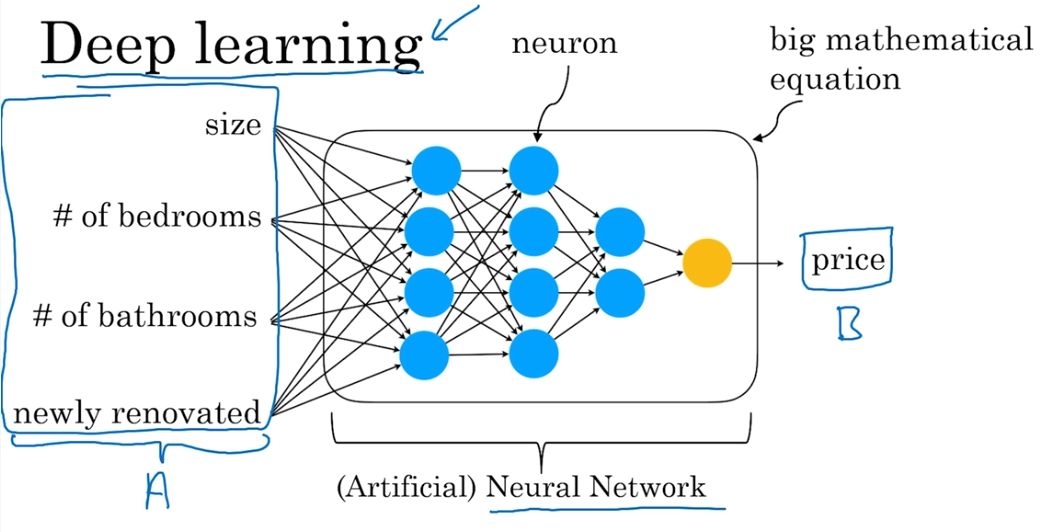 Deep learning
neuron
big mathematical
equation
size
# of bedrooms
# of bathrooms
newly renovated
price
A
B
(Artificial) Neural Network